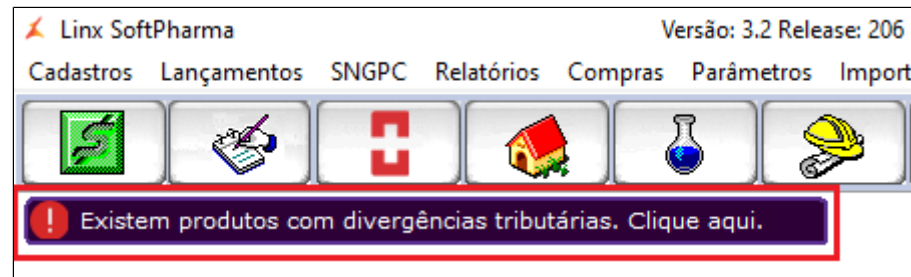 Linx SoftPharma Versão: 3.2 Release: 206
Cadastros Lançamentos SNGPC Relatórios Compras Parâmetros Import
! Existem produtos com divergências tributárias. Clique aqui.